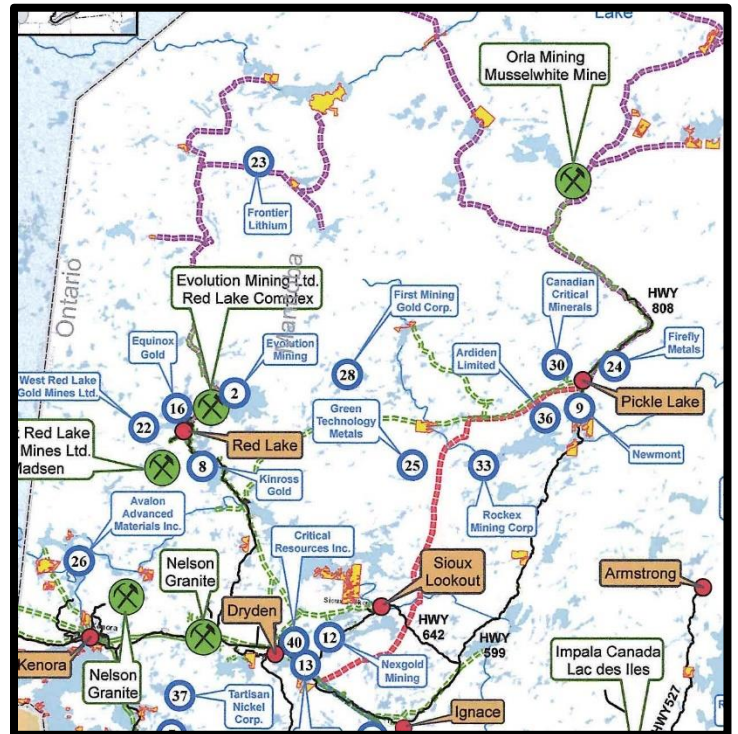 Lake
Orla Mining
Musselwhite Mine
23
Frontier
Lithium
Ontario
Manitoba
Evolution Mining Ltd.
Red Lake Complex
First Mining
Gold Corp.
Canadian
Critical
Minerals
HWY
808
Equinox
Gold
Evolution
Mining
Ardiden
Limited
Firefly
Metals
30
24
28
2
West Red Lake
Gold Mines Ltd.
16
Pickle Lake
22
Green
Technology
Metals
36
9
Red Lake
Newmont
Red Lake
Mines Ltd.
Madsen
8
Kinross
Gold
25
33
Rockex
Mining Corp
Avalon
Advanced
Materials Inc.
Critical
Resources Inc.
26
Nelson
Granite
Sioux
Lookout
Armstrong
Dryden
HWY
642
40
12
HWY
599
Kenora
Nelson
Granite
13
Nexgold
Mining
Impala Canada
Lac des Iles
37
Tartisan
Nickel
Corp.
Ignace
HWY527